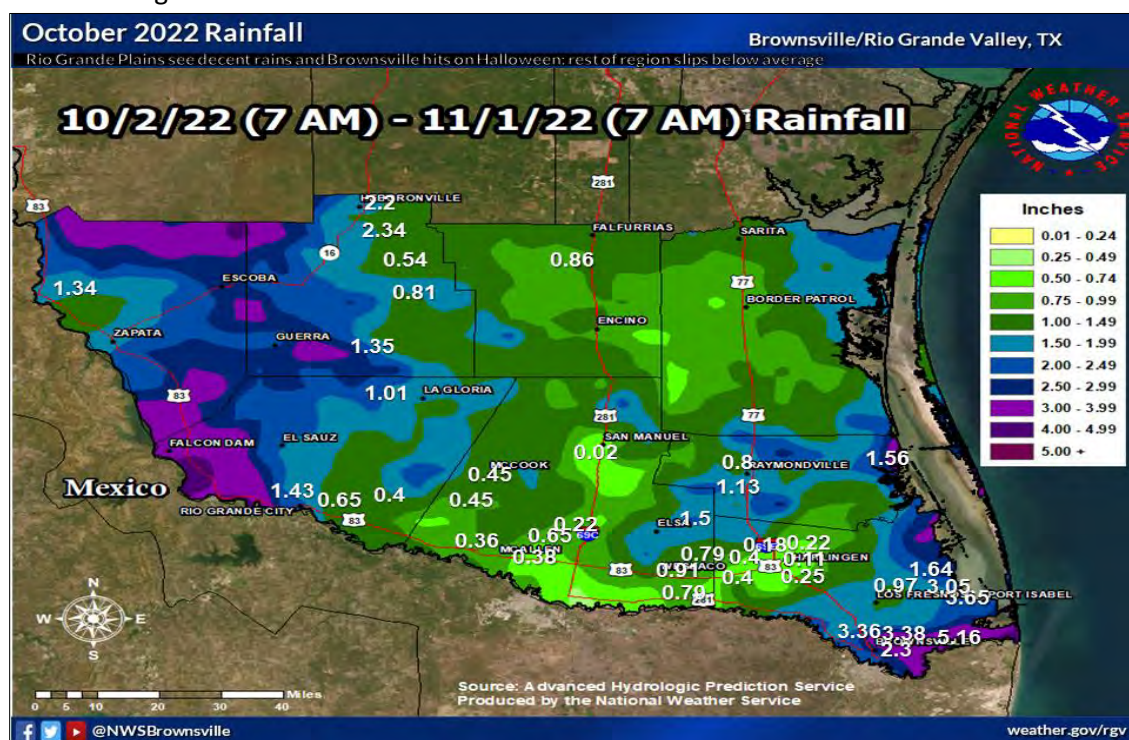 October 2022 Rainfall
Brownsville/Rio Grande Valley, TX
Rio Grande Plains see decent rains and Brownsville hits on Halloween: rest of region slips below average
10/2/22 (7 AM) - 11/1/22 (7 AM) Rainfall
NATIONAL WEATHER SERVICE
Inches
0.01 - 0.24
0.25 - 0.49
0.50 - 0.74
0.75 - 0.99
1.00 - 1.49
1.50 - 1.99
2.00 - 2.49
2.50 - 2.99
3.00 - 3.99
4.00 - 4.99
5.00 +
83
281
2.2
2.34
FALFURRIAS
SARITA
16
0.54
0.86
ESCOBA
77
1.34
0.81
BORDER PATROL
ZAPATA
GUERRA
1.35
ENCINO
83
1.01
LA GLORIA
281
77
FALCON DAM
EL SAUZ
SAN MANUEL
0.02
MCCOOK
0.45
0.8
RAYMONDVILLE
1.56
Mexico
1.43
0.65
0.4
0.45
1.13
RIO GRANDE CITY
83
ELSA
1.5
0.22
69C
0.36
0.65
MCALLEN
0.38
0.18
0.22
0.79
0.4
0.11
HARLINGEN
83
0.91
83
0.4
0.25
0.79
281
1.64
0.97
3.05
LOS FRESNOS
3.65
PORT ISABEL
3.36
3.38
5.16
BROWNSVILLE
2.3
N
W
E
S
0 5 10 20 30 40
Miles
Source: Advanced Hydrologic Prediction Service
Produced by the National Weather Service
@NWSBrownsville
weather.gov/rgv